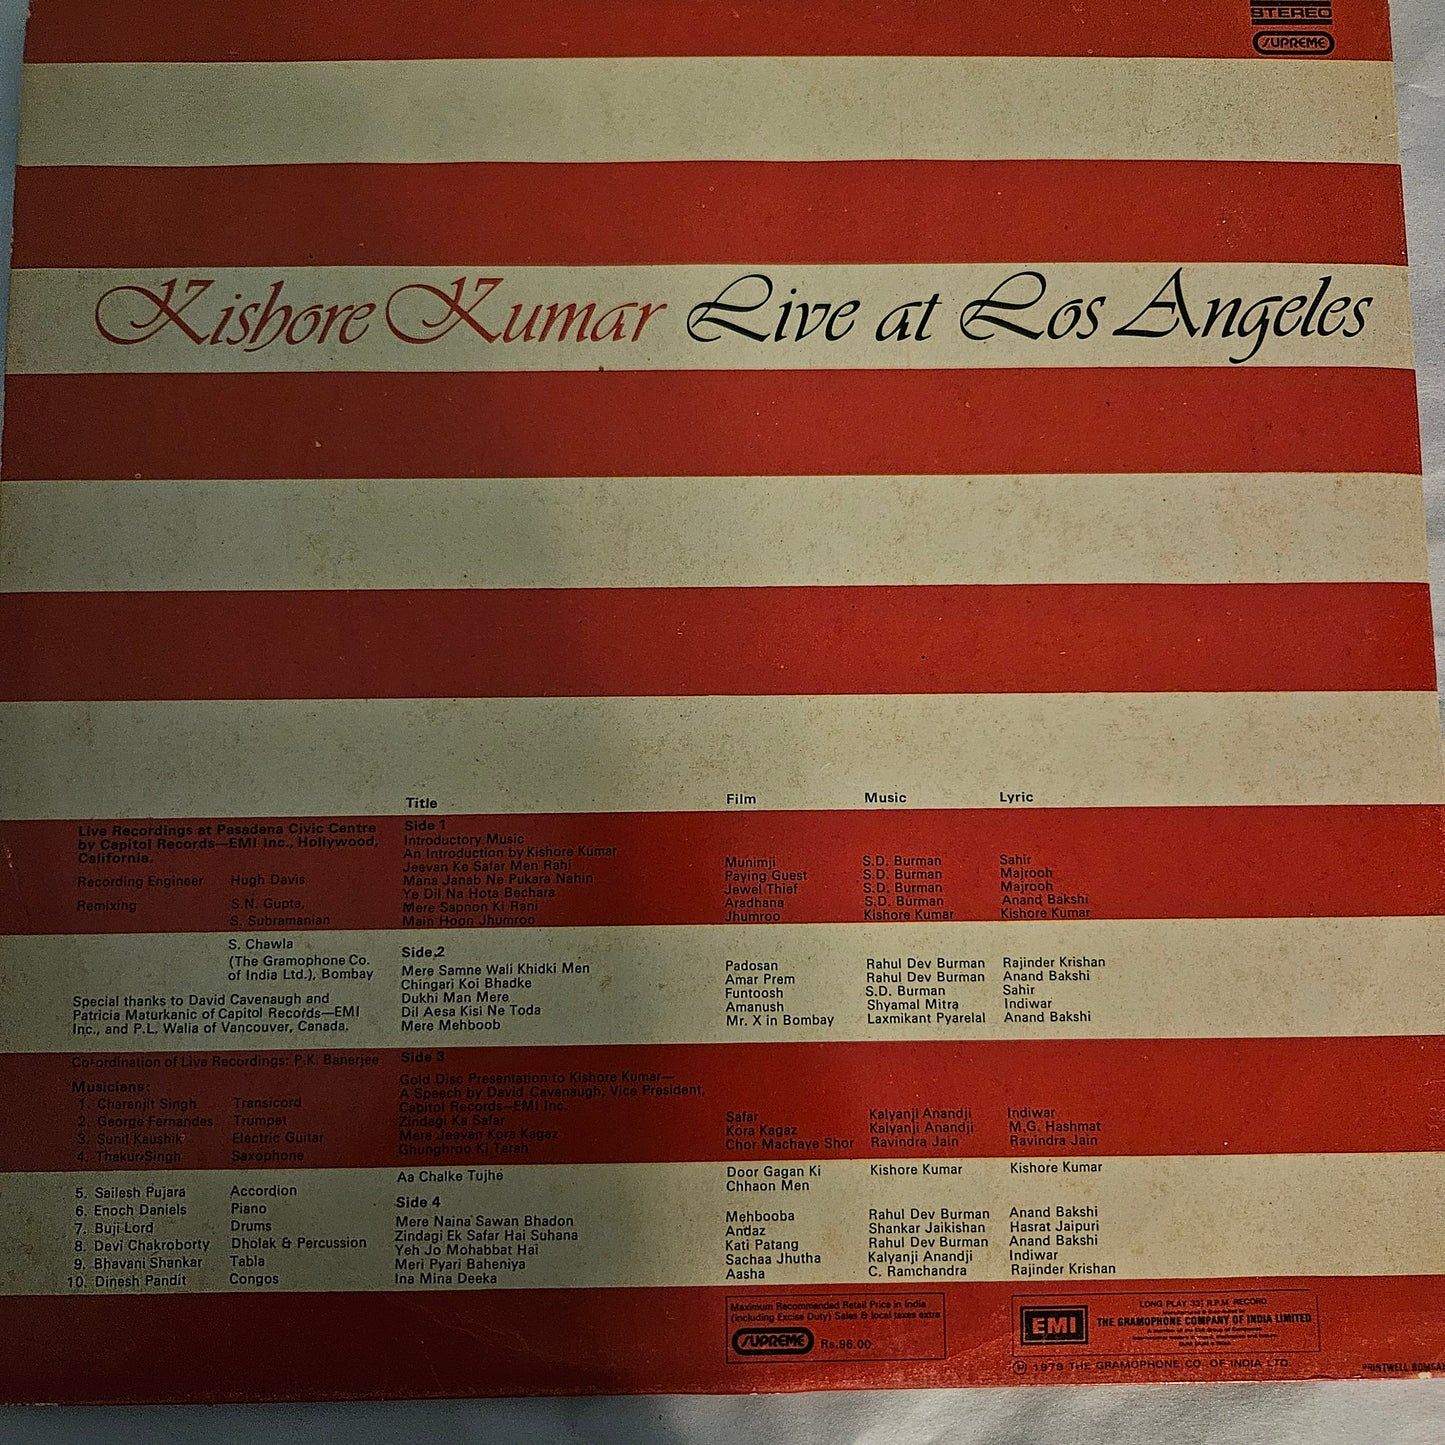 STEREO
SUPREME
Kishore Kumar Live at Los Angeles
Title Film Music Lyric
Live Recordings at Pasadena Civic Centre
by Capitol Records—EMI Inc., Hollywood,
California.
Recording Engineer Hugh Davis
Remixing S.N. Gupta,
S. Subramanian
S. Chawla
(The Gramophone Co.
of India Ltd.), Bombay
Special thanks to David Cavenaugh and
Patricia Maturkanic of Capitol Records—EMI
Inc., and P.L. Walia of Vancouver, Canada.
Co-ordination of Live Recordings: P.K. Banerjee
Musicians:
1. Charanjit Singh Transicord
2. George Fernandes Trumpet
3. Sunil Kaushik Electric Guitar
4. Thakur Singh Saxophone
5. Sailesh Pujara Accordion
6. Enoch Daniels Piano
7. Buji Lord Drums
8. Devi Chakroborty Dholak & Percussion
9. Bhavani Shankar Tabla
10. Dinesh Pandit Congos
Side 1
Introductory Music
An Introduction by Kishore Kumar
Jeevan Ke Safar Men Rahi Munimji S.D. Burman Sahir
Mana Janab Ne Pukara Nahin Paying Guest S.D. Burman Majrooh
Ye Dil Na Hota Bechara Jewel Thief S.D. Burman Majrooh
Mere Sapnon Ki Rani Aradhana S.D. Burman Anand Bakshi
Main Hoon Jhumroo Jhumroo Kishore Kumar Kishore Kumar
Side 2
Mere Samne Wali Khidki Men Padosan Rahul Dev Burman Rajinder Krishan
Chingari Koi Bhadke Amar Prem Rahul Dev Burman Anand Bakshi
Dukhi Man Mere Funtoosh S.D. Burman Sahir
Dil Aesa Kisi Ne Toda Amanush Shyamal Mitra Indiwar
Mere Mehboob Mr. X in Bombay Laxmikant Pyarelal Anand Bakshi
Side 3
Gold Disc Presentation to Kishore Kumar—
A Speech by David Cavenaugh, Vice President,
Capitol Records—EMI Inc.
Zindagi Ka Safar Safar Kalyanji Anandji Indiwar
Mera Jeevan Kora Kagaz Kora Kagaz Kalyanji Anandji M.G. Hashmat
Ghunghroo Ki Tarah Chor Machaye Shor Ravindra Jain Ravindra Jain
Aa Chalke Tujhe Door Gagan Ki Kishore Kumar Kishore Kumar
Chhaon Men
Side 4
Mere Naina Sawan Bhadon Mehbooba Rahul Dev Burman Anand Bakshi
Zindagi Ek Safar Hai Suhana Andaz Shankar Jaikishan Hasrat Jaipuri
Yeh Jo Mohabbat Hai Kati Patang Rahul Dev Burman Anand Bakshi
Meri Pyari Baheniya Sachaa Jhutha Kalyanji Anandji Indiwar
Ina Mina Deeka Aasha C. Ramchandra Rajinder Krishan
Maximum Recommended Retail Price in India
(including Excise Duty) Sales & local taxes extra
SUPREME Rs.96.00
EMI
LONG PLAY 33⅓ R.P.M. RECORD
THE GRAMOPHONE COMPANY OF INDIA LIMITED
Ⓟ 1979 THE GRAMOPHONE CO. OF INDIA LTD.
PRINTWELL BOMBAY